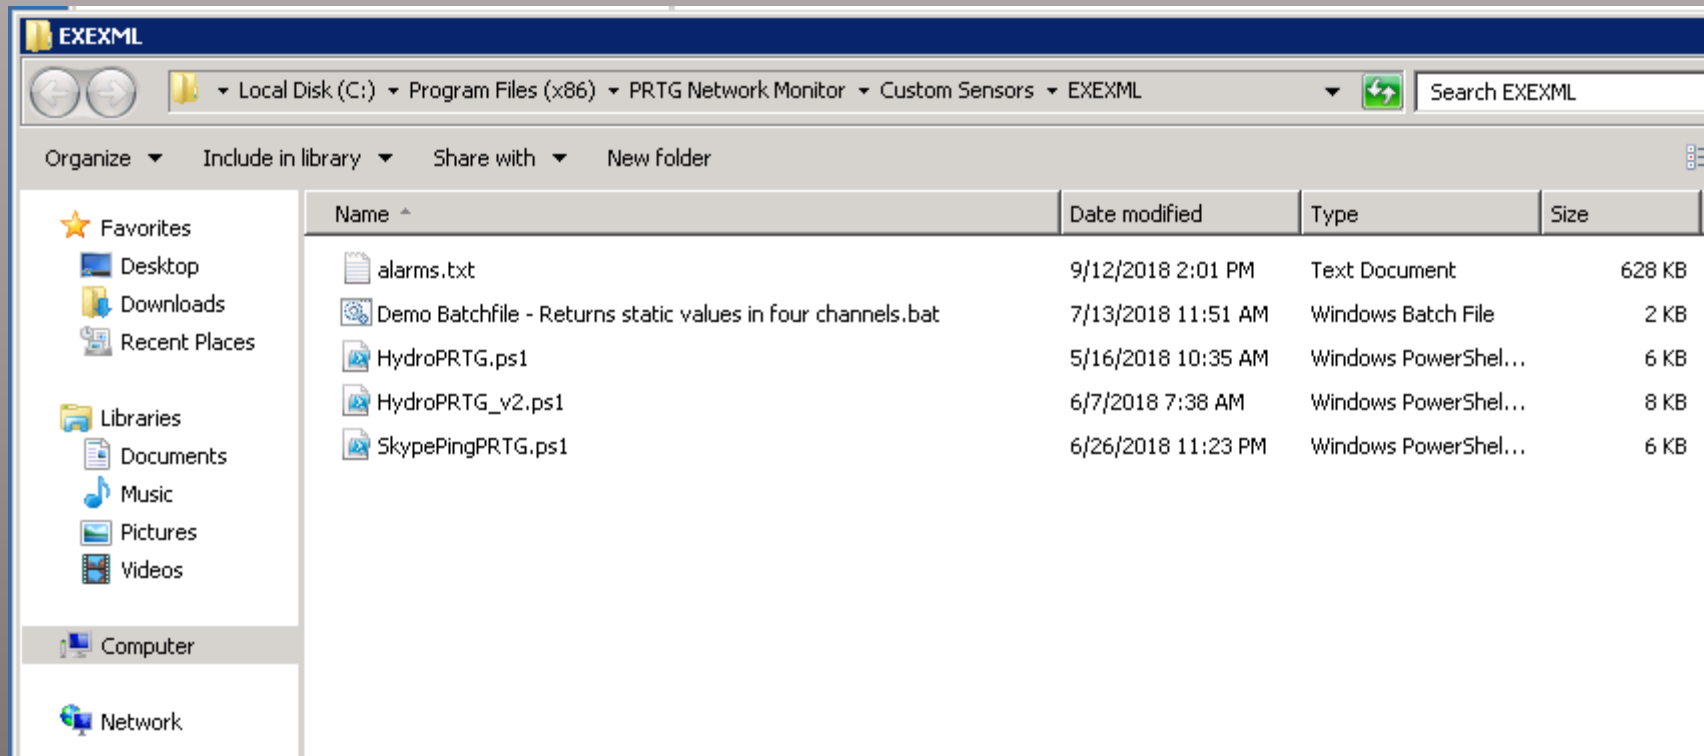 EXEXML
Local Disk (C:) Program Files (x86) PRTG Network Monitor Custom Sensors EXEXML Search EXEXML
Organize Include in library Share with New folder
Name Date modified Type Size
Favorites
Desktop
Downloads
Recent Places
Libraries
Documents
Music
Pictures
Videos
Computer
Network
alarms.txt 9/12/2018 2:01 PM Text Document 628 KB
Demo Batchfile - Returns static values in four channels.bat 7/13/2018 11:51 AM Windows Batch File 2 KB
HydroPRTG.ps1 5/16/2018 10:35 AM Windows PowerShel... 6 KB
HydroPRTG_v2.ps1 6/7/2018 7:38 AM Windows PowerShel... 8 KB
SkypePingPRTG.ps1 6/26/2018 11:23 PM Windows PowerShel... 6 KB